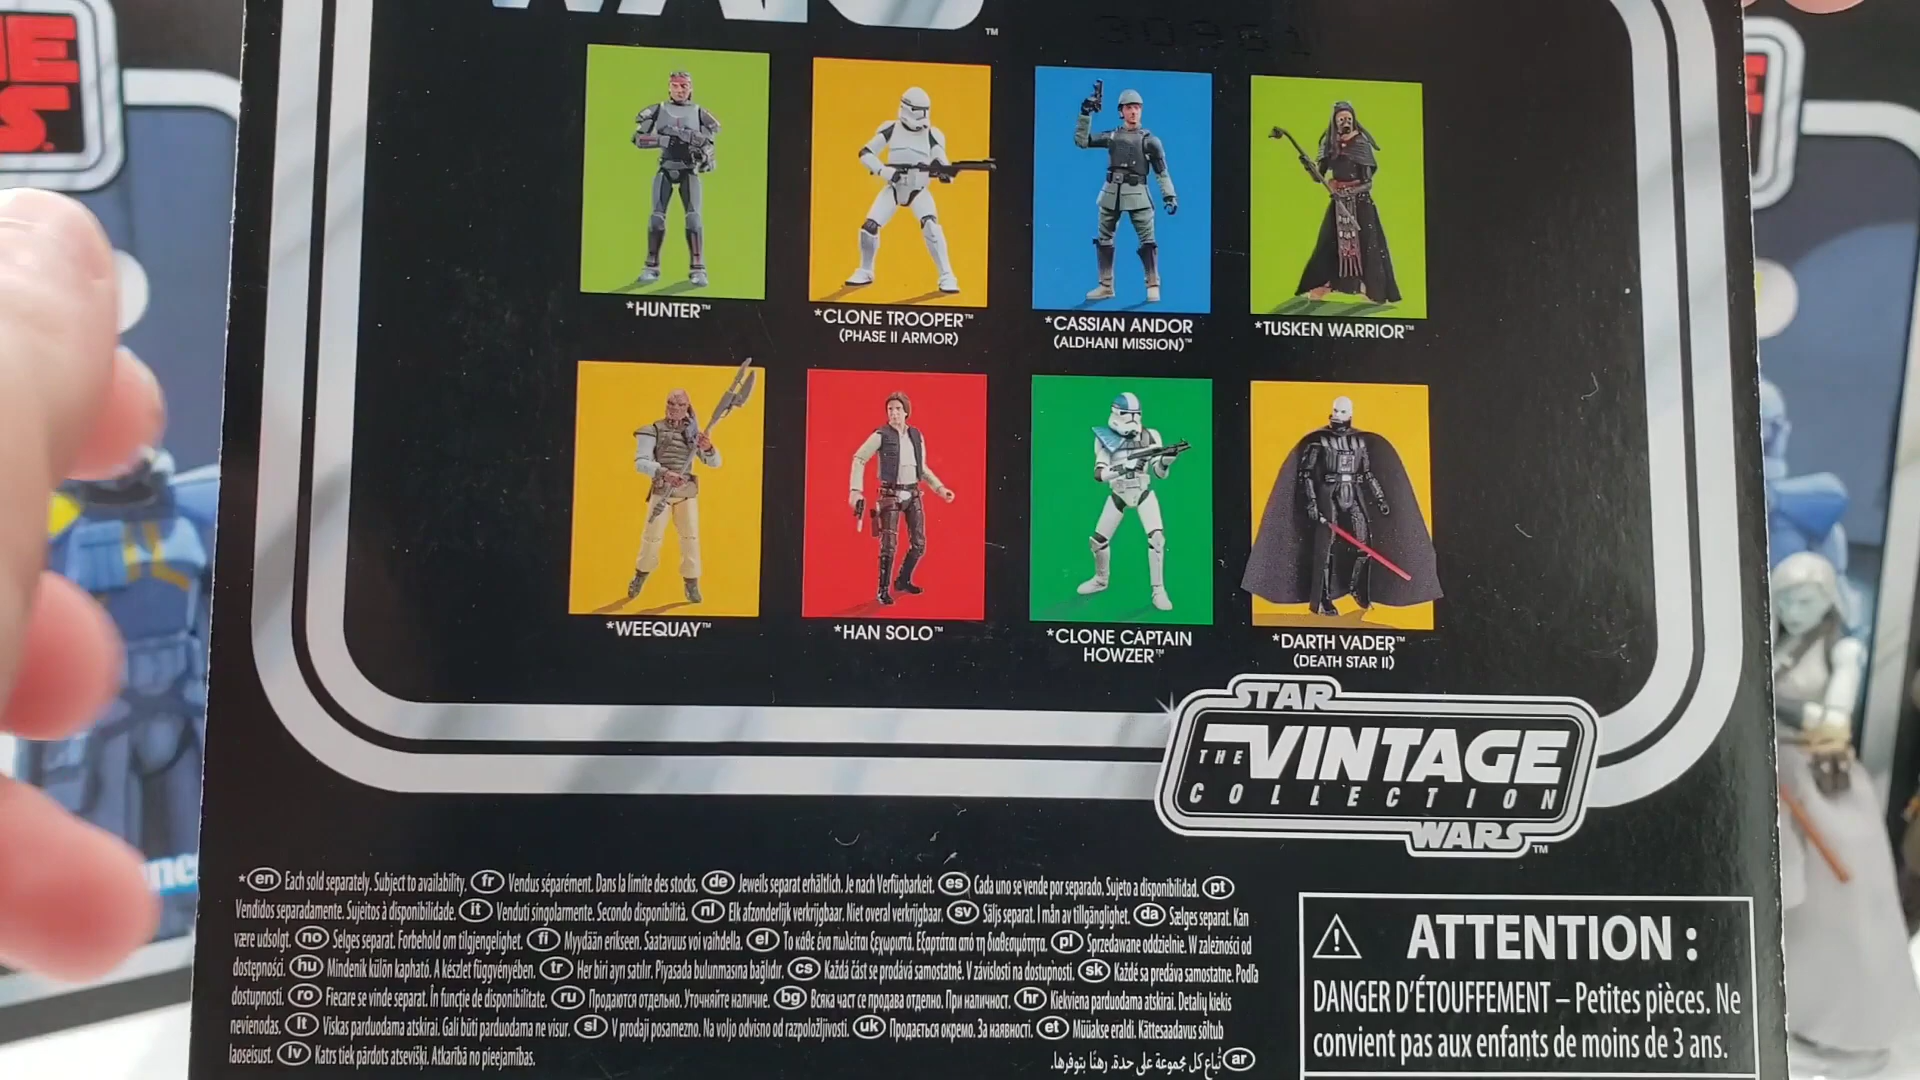 WARS™
30961
*HUNTER™
*CLONE TROOPER™
(PHASE II ARMOR)
*CASSIAN ANDOR
(ALDHANI MISSION)™
*TUSKEN WARRIOR™
*WEEQUAY™
*HAN SOLO™
*CLONE CAPTAIN
HOWZER™
*DARTH VADER™
(DEATH STAR II)
STAR
THE VINTAGE
COLLECTION
WARS™
*en Each sold separately. Subject to availability. fr Vendus séparément. Dans la limite des stocks. de Jeweils separat erhältlich. Je nach Verfügbarkeit. es Cada uno se vende por separado. Sujeto a disponibilidad. pt
Vendidos separadamente. Sujeitos à disponibilidade. it Venduti singolarmente. Secondo disponibilità. nl Elk afzonderlijk verkrijgbaar. Niet overal verkrijgbaar. sv Säljs separat. I mån av tillgänglighet. da Sælges separat. Kan
være udsolgt. no Selges separat. Forbehold om tilgjengelighet. fi Myydään erikseen. Saatavuus voi vaihdella. el Το κάθε ένα πωλείται ξεχωριστά. Εξαρτάται από τη διαθεσιμότητα. pl Sprzedawane oddzielnie. W zależności od
dostępności. hu Mindenik külön kapható. A készlet függvényében. tr Her biri ayrı satılır. Piyasada bulunmasına bağlıdır. cs Každá část se prodává samostatně. V závislosti na dostupnosti. sk Každé sa predáva samostatne. Podľa
dostupnosti. ro Fiecare se vinde separat. În funcție de disponibilitate. ru Продаются отдельно. Уточняйте наличие. bg Всяка част се продава отделно. При наличност. hr Kiekviena parduodama atskirai. Detalių kiekis
nevienodas. lt Viskas parduodama atskirai. Gali būti parduodama ne visur. sl V prodaji posamezno. Na voljo odvisno od razpoložljivosti. uk Продається окремо. За наявності. et Müüakse eraldi. Kättesaadavus sõltub
laoseisust. lv Katrs tiek pārdots atsevišķi. Atkarībā no pieejamības.
ar تُباع كل مجموعة على حدة. رهنًا بتوفرها.
ATTENTION :
DANGER D'ÉTOUFFEMENT – Petites pièces. Ne
convient pas aux enfants de moins de 3 ans.